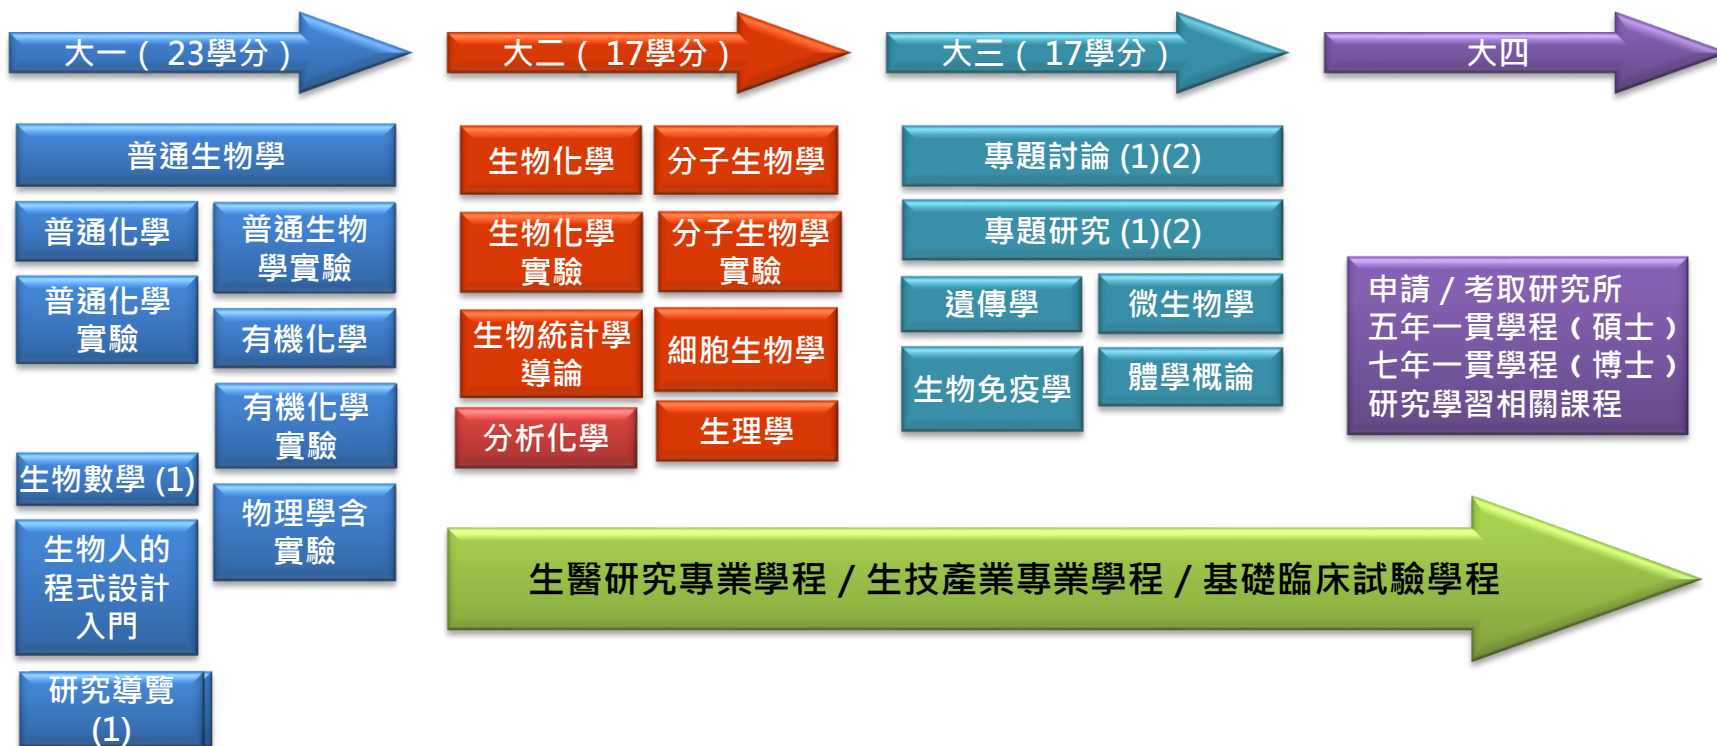 大一（ 23學分）
大二（ 17學分）
大三（ 17學分）
大四
普通生物學
普通化學
普通生物
學實驗
普通化學
實驗
有機化學
有機化學
實驗
生物數學 (1)
物理學含
實驗
生物人的
程式設計
入門
研究導覽
(1)
生物化學
分子生物學
生物化學
實驗
分子生物學
實驗
生物統計學
導論
細胞生物學
分析化學
生理學
專題討論 (1)(2)
專題研究 (1)(2)
遺傳學
微生物學
生物免疫學
體學概論
申請 / 考取研究所
五年一貫學程（碩士）
七年一貫學程（博士）
研究學習相關課程
生醫研究專業學程 / 生技產業專業學程 / 基礎臨床試驗學程